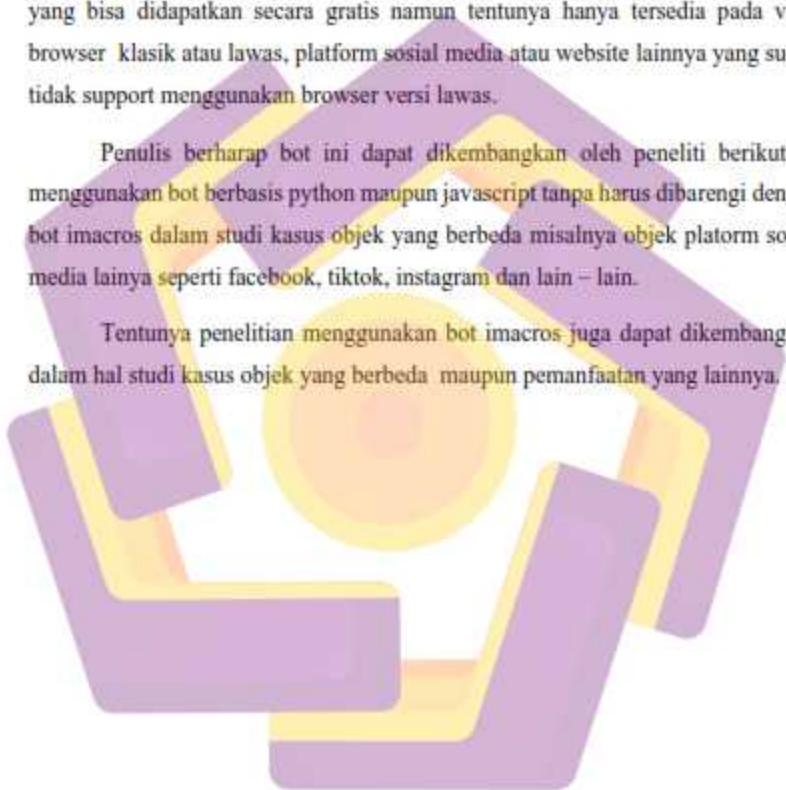 yang bisa didapatkan secara gratis namun tentunya hanya tersedia pada v
browser klasik atau lawas, platform sosial media atau website lainnya yang su
tidak support menggunakan browser versi lawas.
Penulis berharap bot ini dapat dikembangkan oleh peneliti berikut
menggunakan bot berbasis python maupun javascript tanpa harus dibarengi den
bot imacros dalam studi kasus objek yang berbeda misalnya objek platorm so
media lainya seperti facebook, tiktok, instagram dan lain – lain.
Tentunya penelitian menggunakan bot imacros juga dapat dikembang
dalam hal studi kasus objek yang berbeda maupun pemanfaatan yang lainnya.